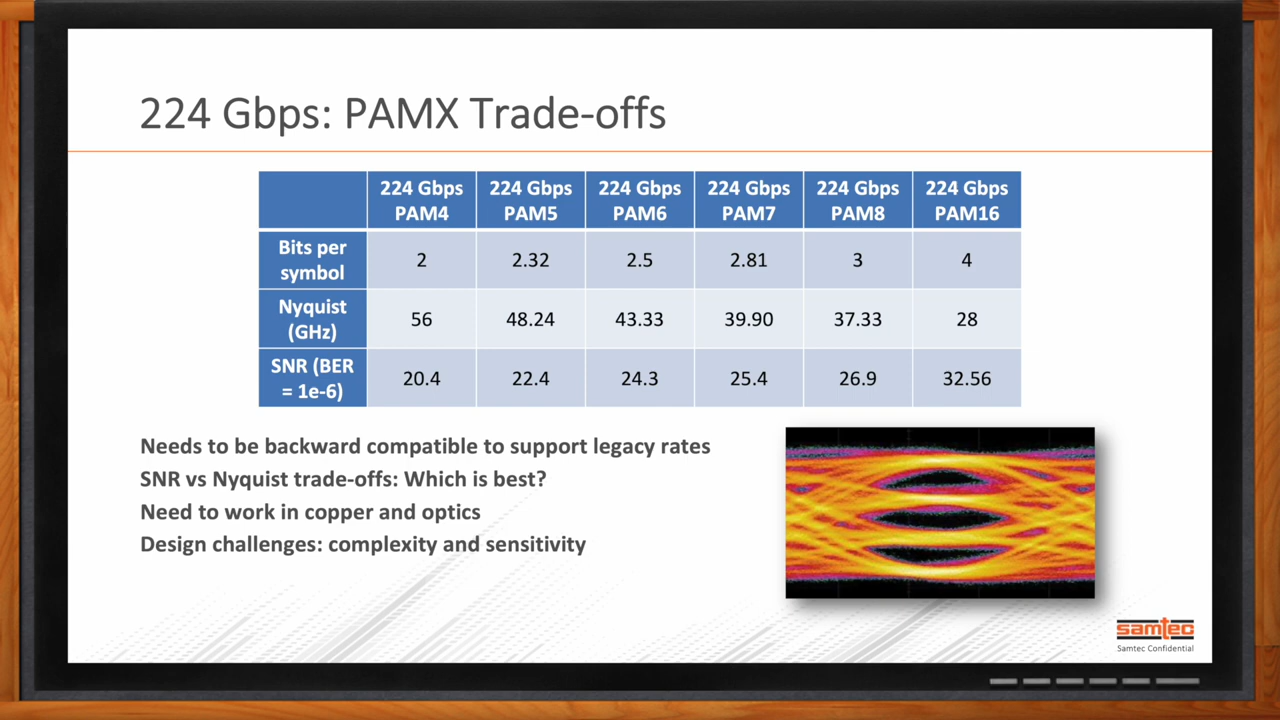 224 Gbps: PAMX Trade-offs
224 Gbps PAM4 224 Gbps PAM5 224 Gbps PAM6 224 Gbps PAM7 224 Gbps PAM8 224 Gbps PAM16
Bits per symbol 2 2.32 2.5 2.81 3 4
Nyquist (GHz) 56 48.24 43.33 39.90 37.33 28
SNR (BER = 1e-6) 20.4 22.4 24.3 25.4 26.9 32.56
Needs to be backward compatible to support legacy rates
SNR vs Nyquist trade-offs: Which is best?
Need to work in copper and optics
Design challenges: complexity and sensitivity
samtec
Samtec Confidential